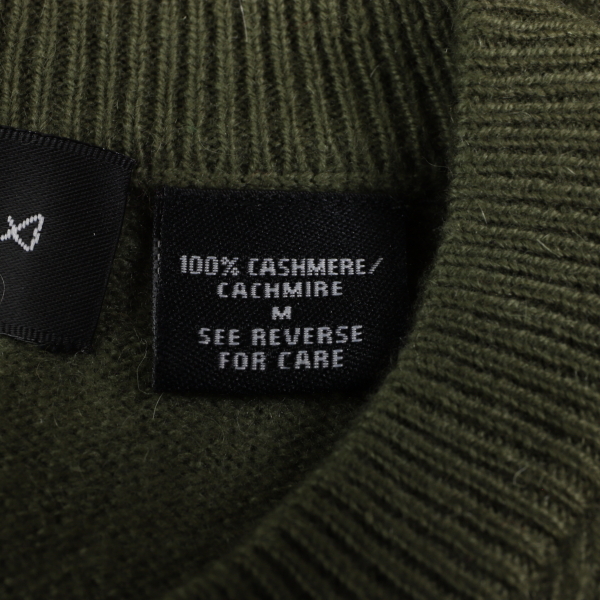 100% CASHMERE/
CACHMIRE
M
SEE REVERSE
FOR CARE